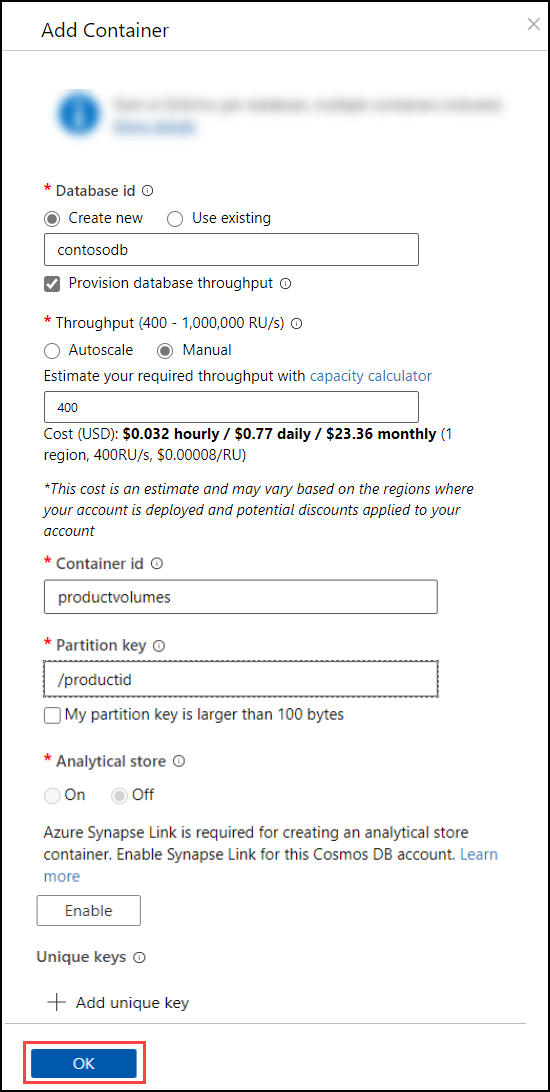 Add Container
* Database id
Create new Use existing
contosodb
Provision database throughput
* Throughput (400 - 1,000,000 RU/s)
Autoscale Manual
Estimate your required throughput with capacity calculator
400
Cost (USD): $0.032 hourly / $0.77 daily / $23.36 monthly (1
region, 400RU/s, $0.00008/RU)
*This cost is an estimate and may vary based on the regions where
your account is deployed and potential discounts applied to your
account
* Container id
productvolumes
* Partition key
/productid
My partition key is larger than 100 bytes
* Analytical store
On Off
Azure Synapse Link is required for creating an analytical store
container. Enable Synapse Link for this Cosmos DB account. Learn
more
Enable
Unique keys
Add unique key
OK